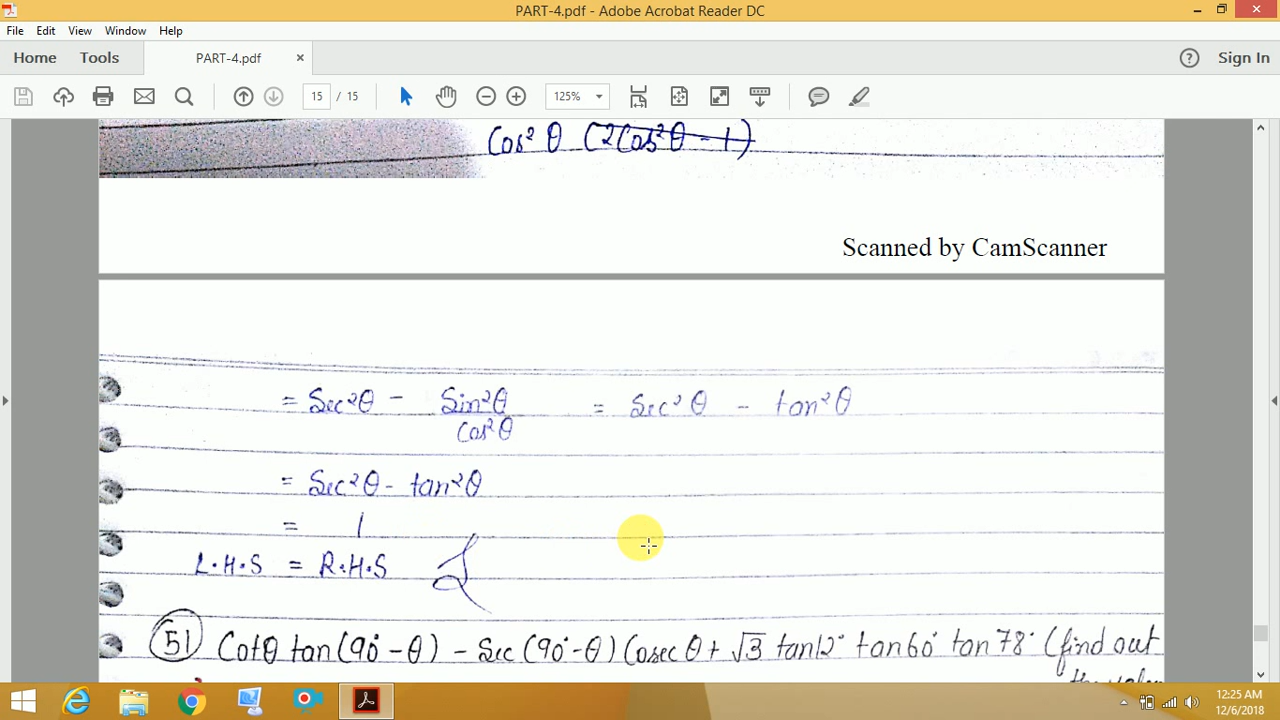 PART-4.pdf - Adobe Acrobat Reader DC
File Edit View Window Help
Home Tools PART-4.pdf × ? Sign In
15 / 15 125%
Cos²θ (2Cos²θ - 1)
Scanned by CamScanner
= Sec²θ - Sin²θ/Cos²θ = Sec²θ - tan²θ
= Sec²θ - tan²θ
= 1
L.H.S = R.H.S
51 Cotθ tan(90° - θ) - Sec (90° - θ) Cosec θ + √3 tan12° tan60° tan78° (find out
12:25 AM
12/6/2018